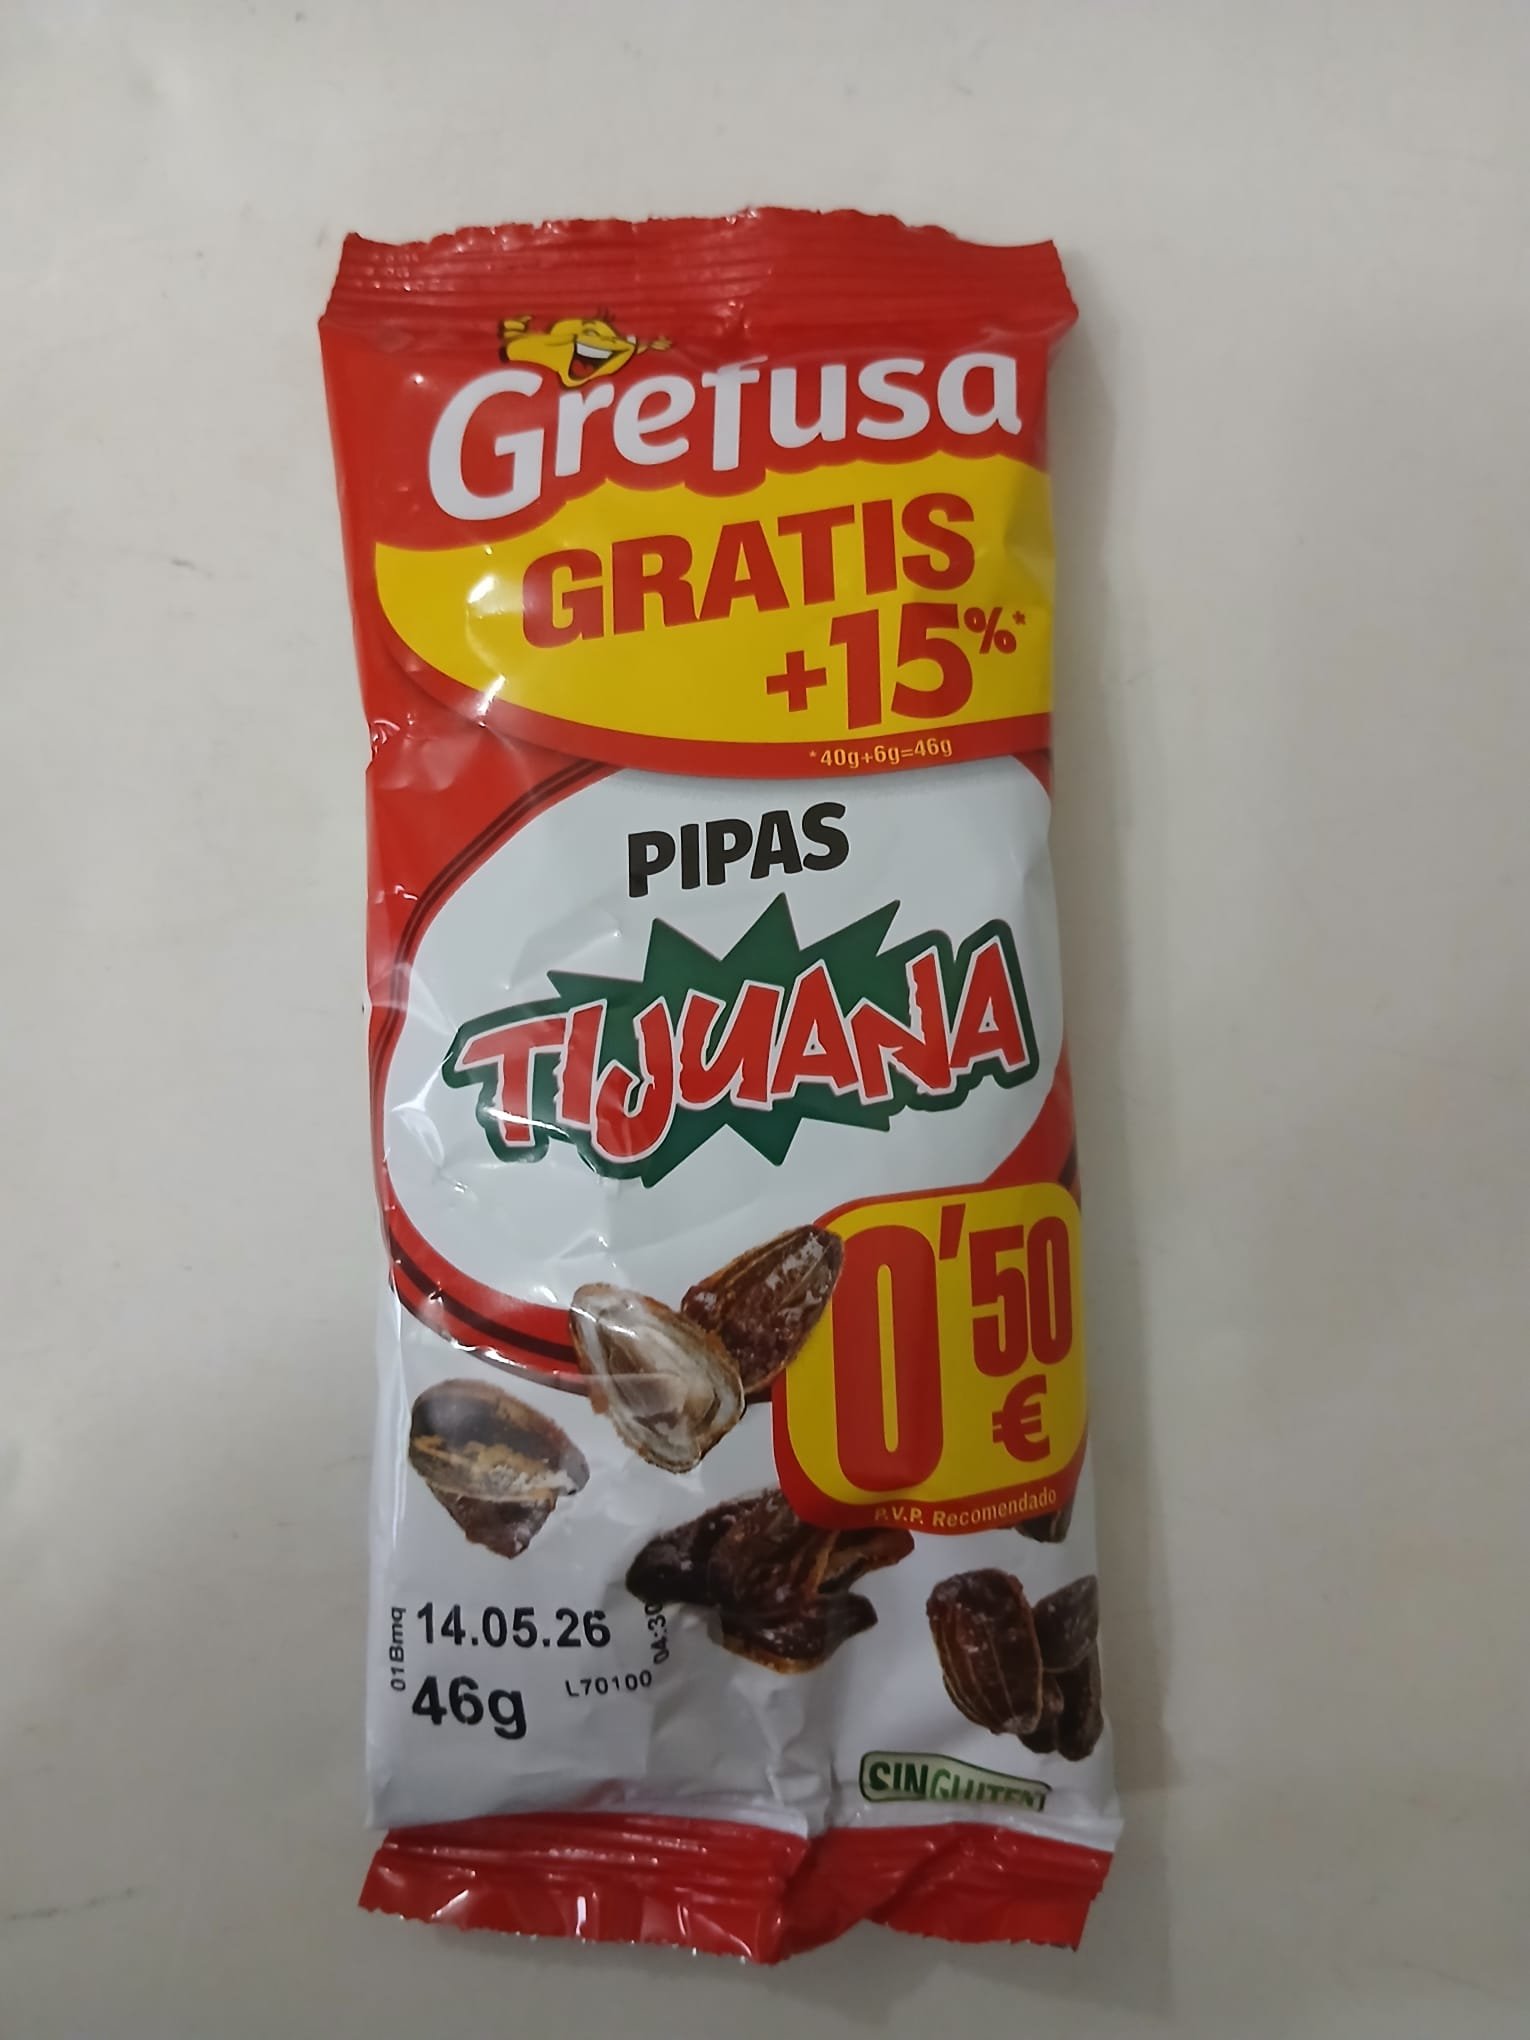 Grefusa
GRATIS
+15%*
*40g+6g=46g
PIPAS
TIJUANA
0'50
€
P.V.P. Recomendado
01Bmq
14.05.26
04:30
46g
L70100
SIN GLUTEN